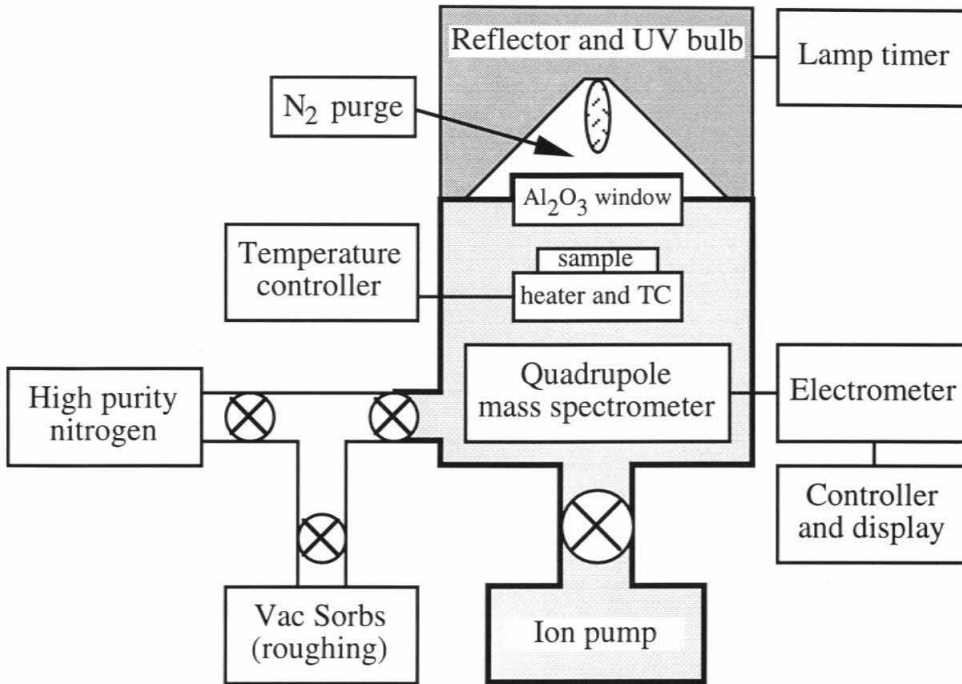 Reflector and UV bulb
Lamp timer
N2 purge
Al2O3 window
Temperature
controller
sample
heater and TC
High purity
nitrogen
Quadrupole
mass spectrometer
Electrometer
Controller
and display
Vac Sorbs
(roughing)
Ion pump